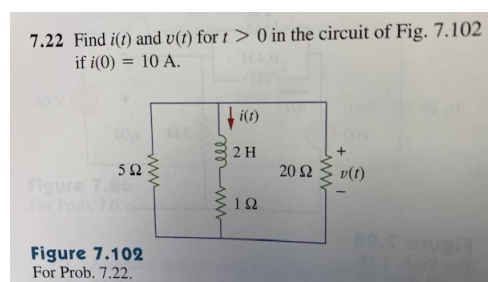 7.22 Find i(t) and v(t) for t > 0 in the circuit of Fig. 7.102
if i(0) = 10 A.
i(t)
2 H
5 Ω
20 Ω
+
v(t)
−
1 Ω
Figure 7.102
For Prob. 7.22.